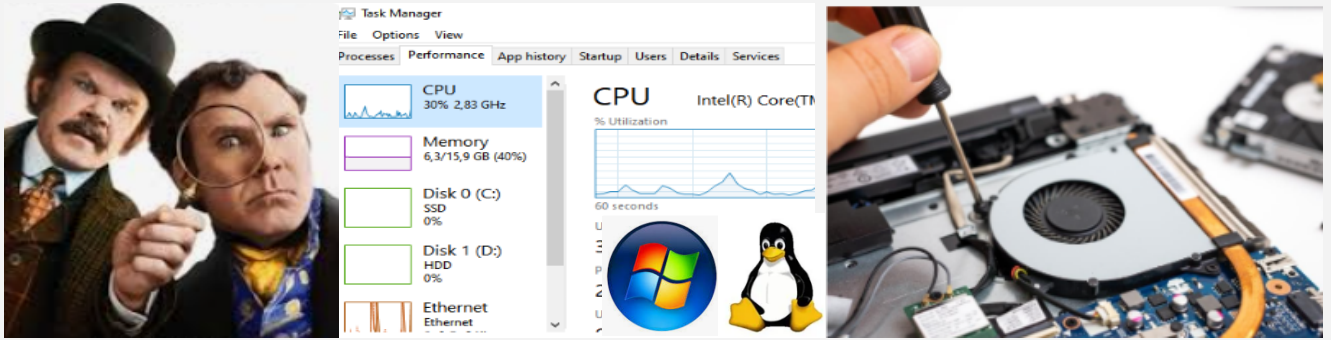 Task Manager
File Options View
Processes Performance App history Startup Users Details Services
CPU
30% 2,83 GHz
Memory
6,3/15,9 GB (40%)
Disk 0 (C:)
SSD
0%
Disk 1 (D:)
HDD
0%
Ethernet
Ethernet
CPU Intel(R) Core(TM
% Utilization
60 seconds